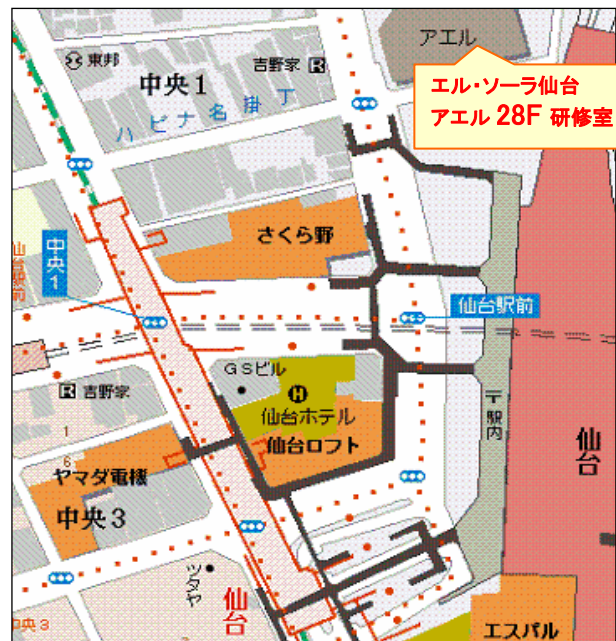 アエル
エル・ソーラ仙台
アエル 28F 研修室
東邦
吉野家
R
中央1
ハピナ名掛丁
さくら野
仙台駅前
中央1
仙台駅前
GSビル
H
仙台ホテル
仙台ロフト
〒駅内
仙台
R 吉野家
1
6
ヤマダ電機
中央3
ツタヤ
仙台
中央3
エスパル